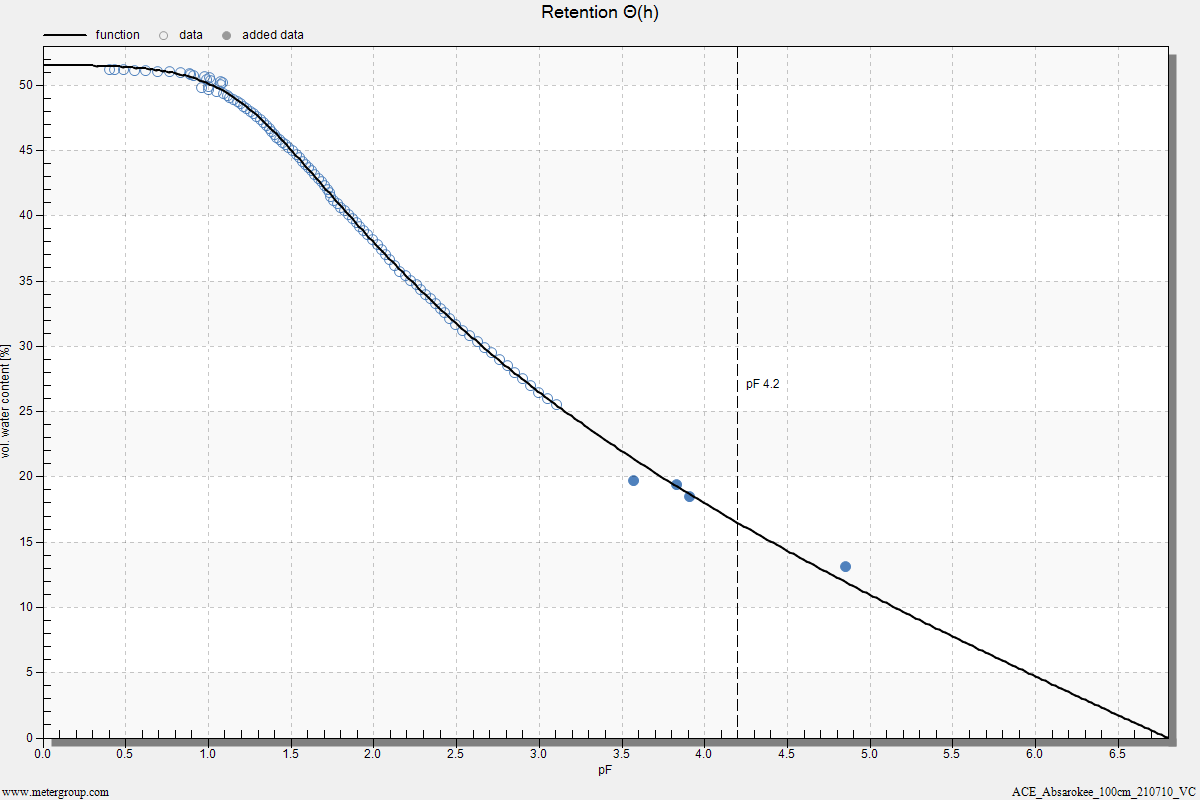 Retention Θ(h)
function data added data
50
45
40
35
30
25
20
15
10
5
0
vol. water content [%]
pF 4.2
0.0 0.5 1.0 1.5 2.0 2.5 3.0 3.5 4.0 4.5 5.0 5.5 6.0 6.5
pF
www.metergroup.com
ACE_Absarokee_100cm_210710_VC